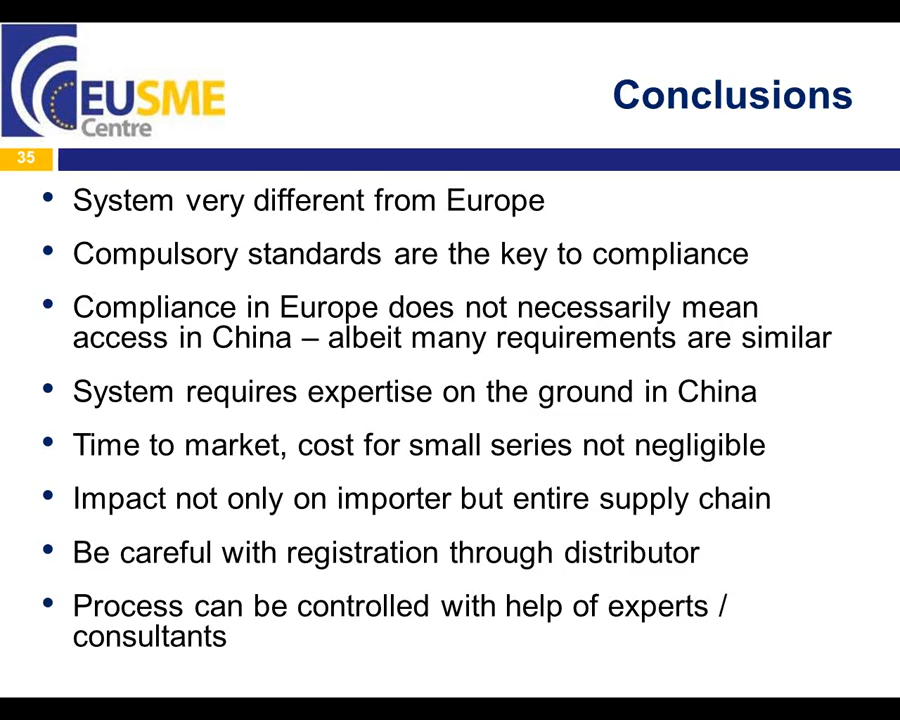 EUSME
Centre
Conclusions
35
• System very different from Europe
• Compulsory standards are the key to compliance
• Compliance in Europe does not necessarily mean
access in China – albeit many requirements are similar
• System requires expertise on the ground in China
• Time to market, cost for small series not negligible
• Impact not only on importer but entire supply chain
• Be careful with registration through distributor
• Process can be controlled with help of experts /
consultants